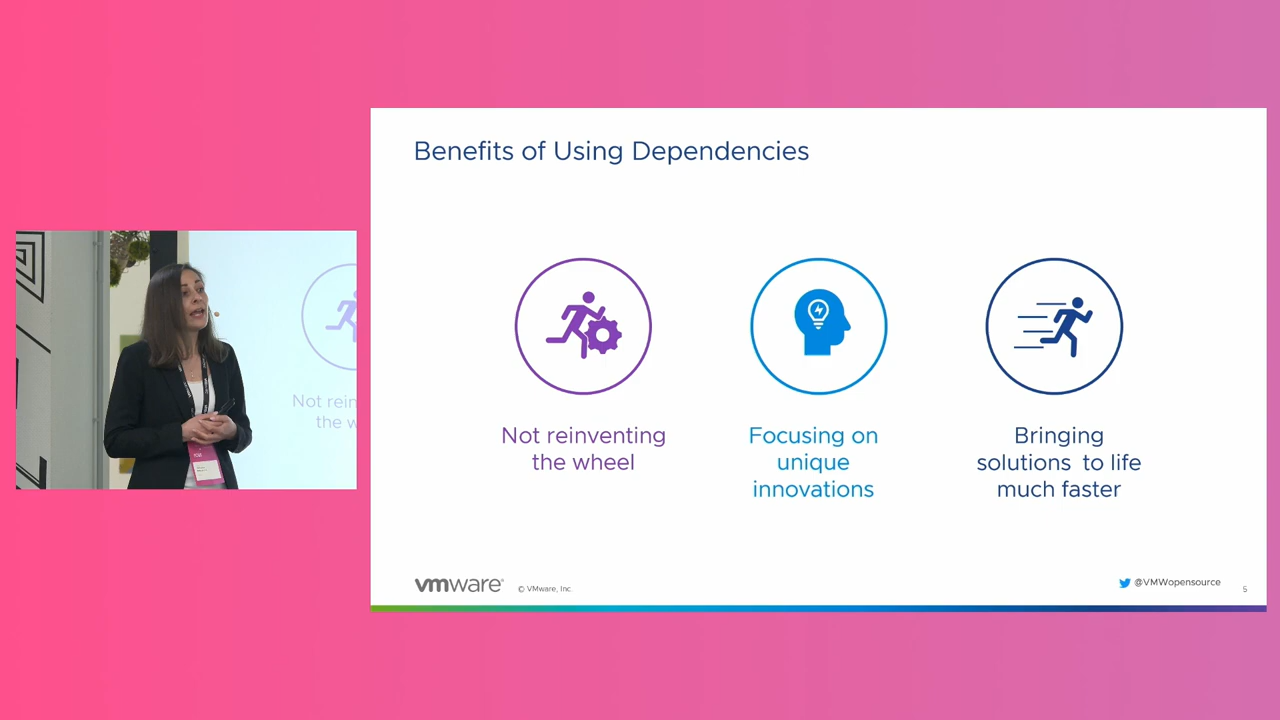 Benefits of Using Dependencies
Not reinventing
the wheel
Focusing on
unique
innovations
Bringing
solutions to life
much faster
vmware®
© VMware, Inc.
@VMWopensource
5
Not rein
the w